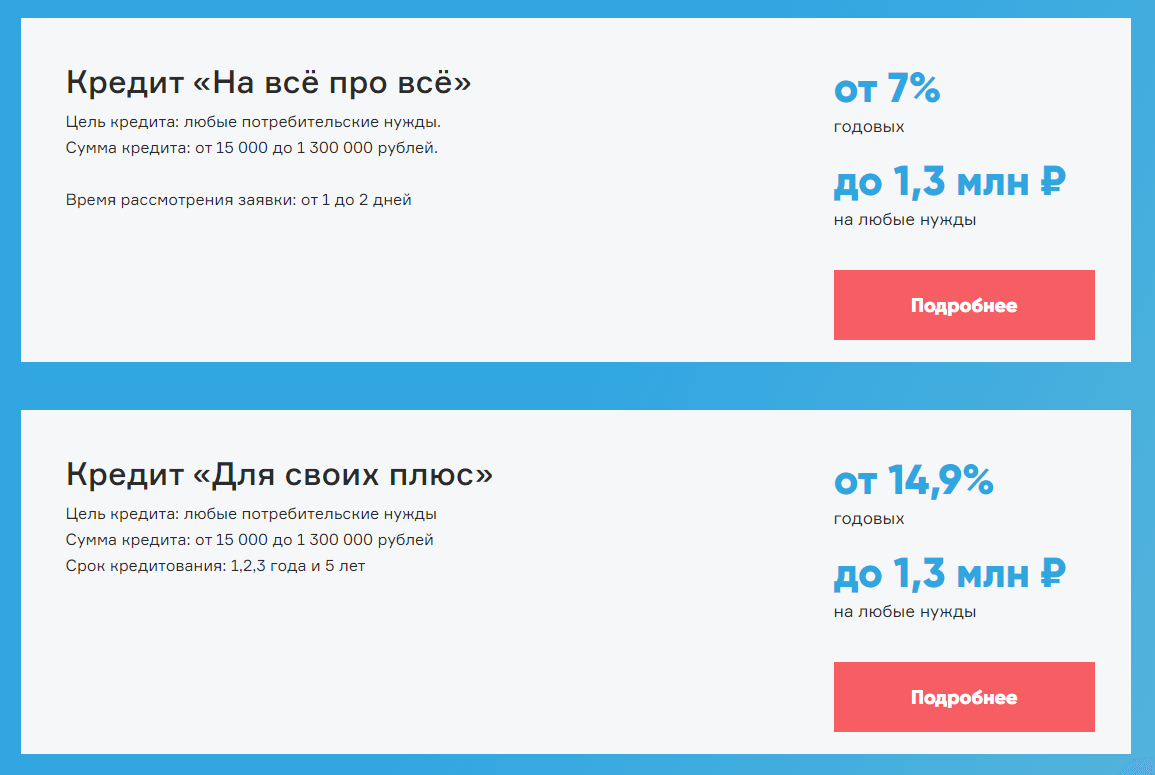 Кредит «На всё про всё»
Цель кредита: любые потребительские нужды.
Сумма кредита: от 15 000 до 1 300 000 рублей.
Время рассмотрения заявки: от 1 до 2 дней
от 7%
годовых
до 1,3 млн ₽
на любые нужды
Подробнее
Кредит «Для своих плюс»
Цель кредита: любые потребительские нужды
Сумма кредита: от 15 000 до 1 300 000 рублей
Срок кредитования: 1,2,3 года и 5 лет
от 14,9%
годовых
до 1,3 млн ₽
на любые нужды
Подробнее